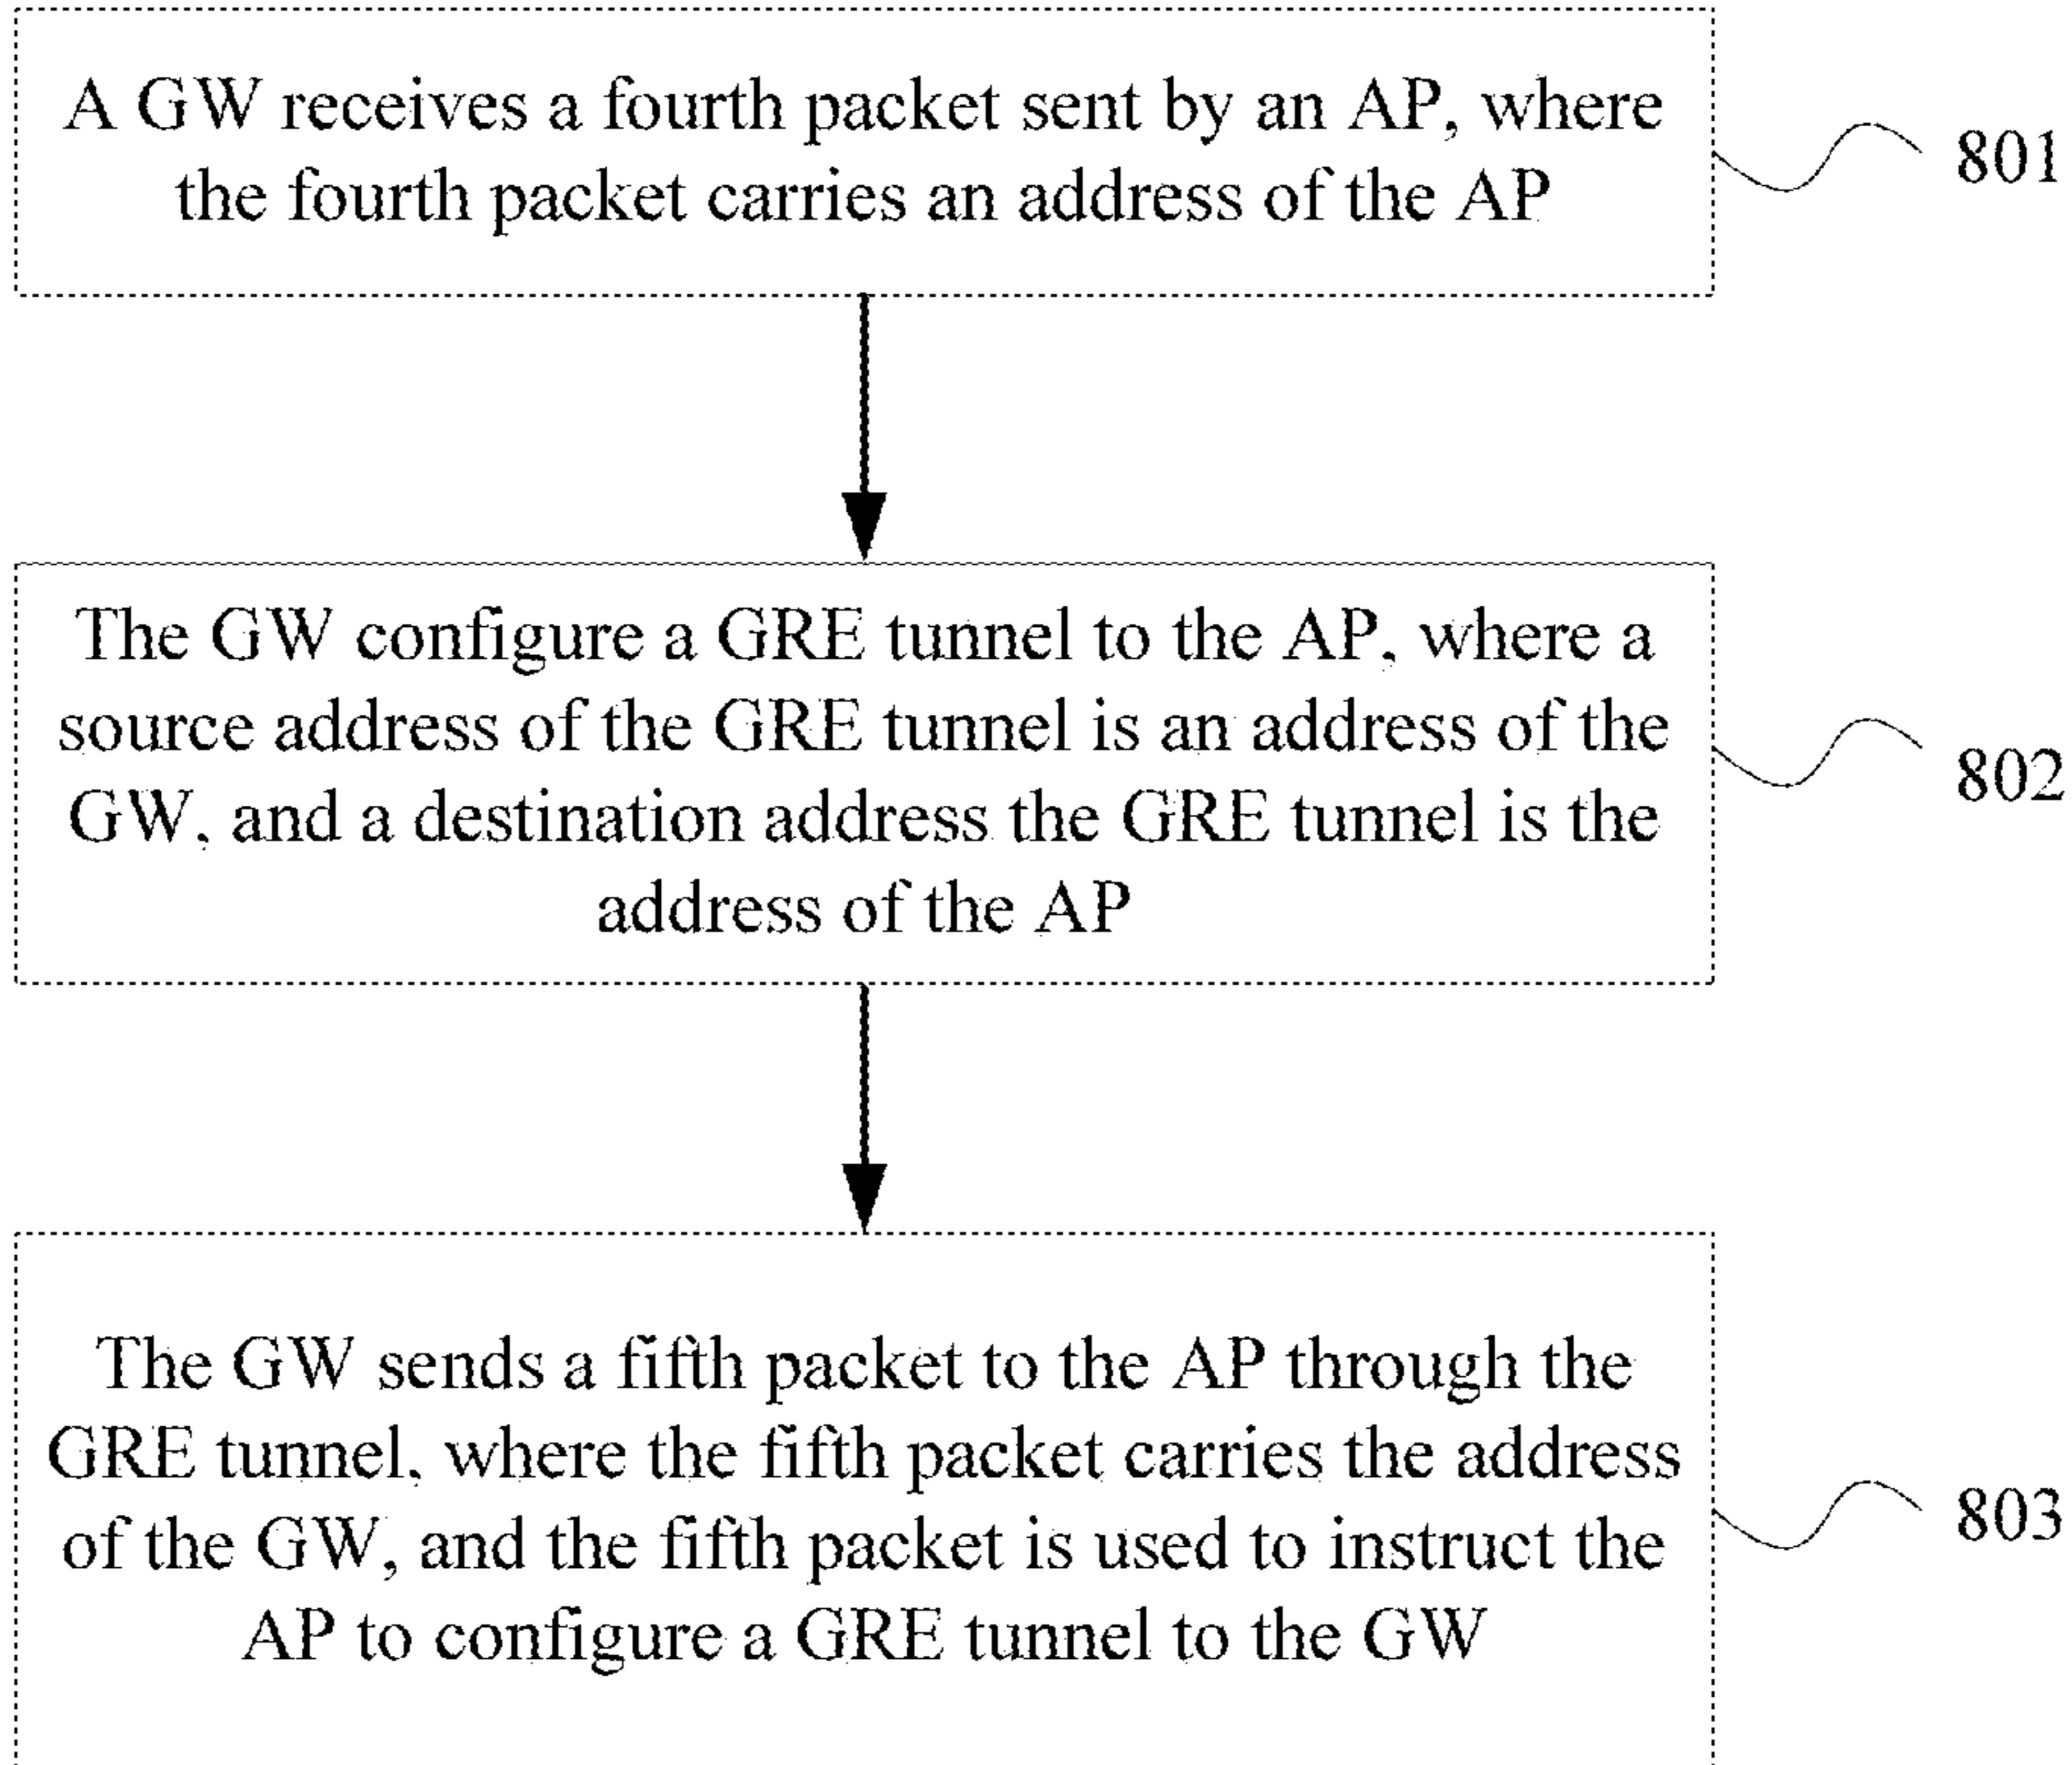 A GW receives a fourth packet sent by an AP, where
the fourth packet carries an address of the AP
801
The GW configure a GRE tunnel to the AP, where a
source address of the GRE tunnel is an address of the
GW, and a destination address the GRE tunnel is the
address of the AP
802
The GW sends a fifth packet to the AP through the
GRE tunnel, where the fifth packet carries the address
of the GW, and the fifth packet is used to instruct the
AP to configure a GRE tunnel to the GW
803